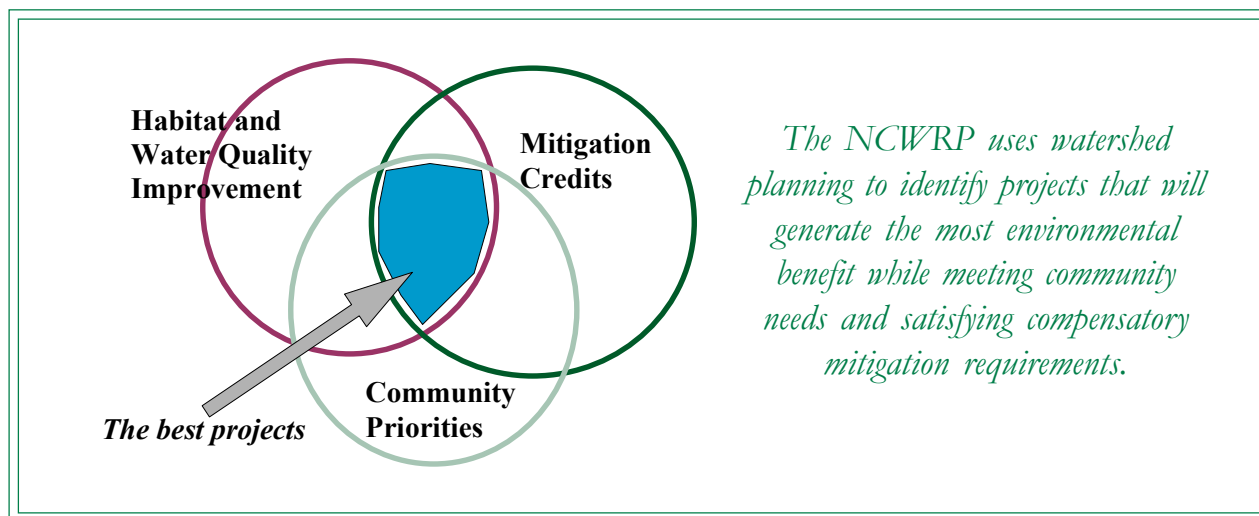 Habitat and
Water Quality
Improvement
Mitigation
Credits
Community
Priorities
The best projects
The NCWRP uses watershed
planning to identify projects that will
generate the most environmental
benefit while meeting community
needs and satisfying compensatory
mitigation requirements.